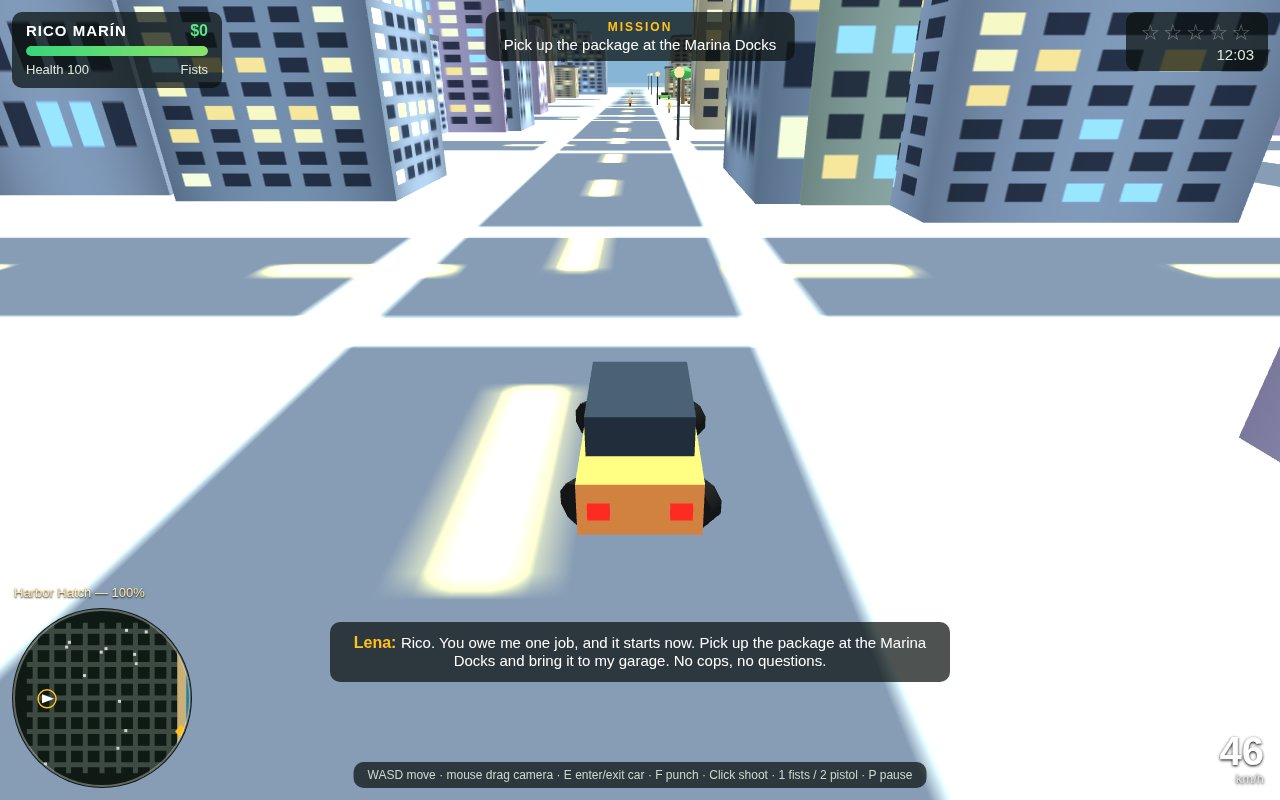 RICO MARÍN $0
Health 100 Fists
MISSION
Pick up the package at the Marina Docks
☆☆☆☆☆
12:03
Harbor Hatch — 100%
Lena: Rico. You owe me one job, and it starts now. Pick up the package at the Marina
Docks and bring it to my garage. No cops, no questions.
WASD move · mouse drag camera · E enter/exit car · F punch · Click shoot · 1 fists / 2 pistol · P pause
46
km/h